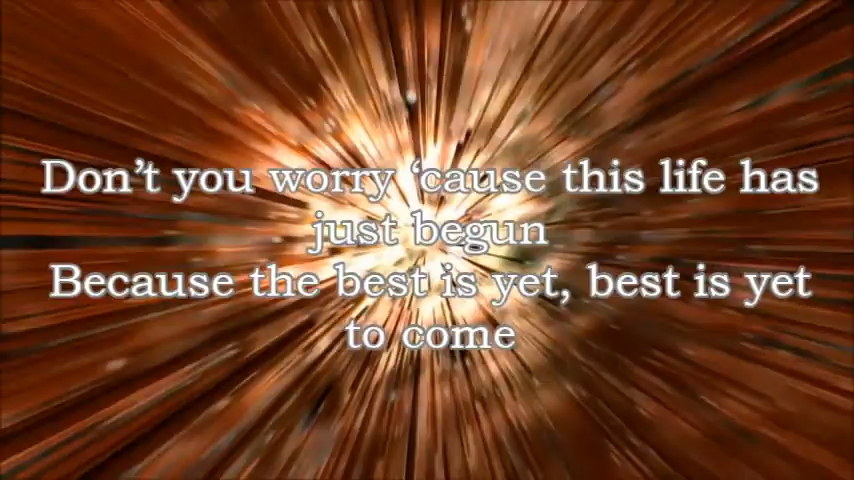 Don't you worry ‘cause this life has
just begun
Because the best is yet, best is yet
to come